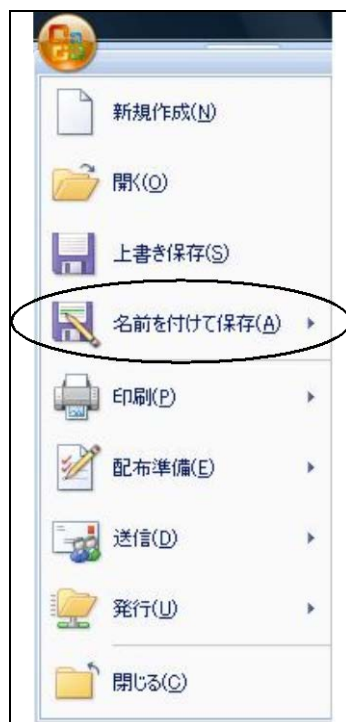 新規作成(N)
開く(O)
上書き保存(S)
名前を付けて保存(A)
印刷(P)
配布準備(E)
送信(D)
発行(U)
閉じる(C)